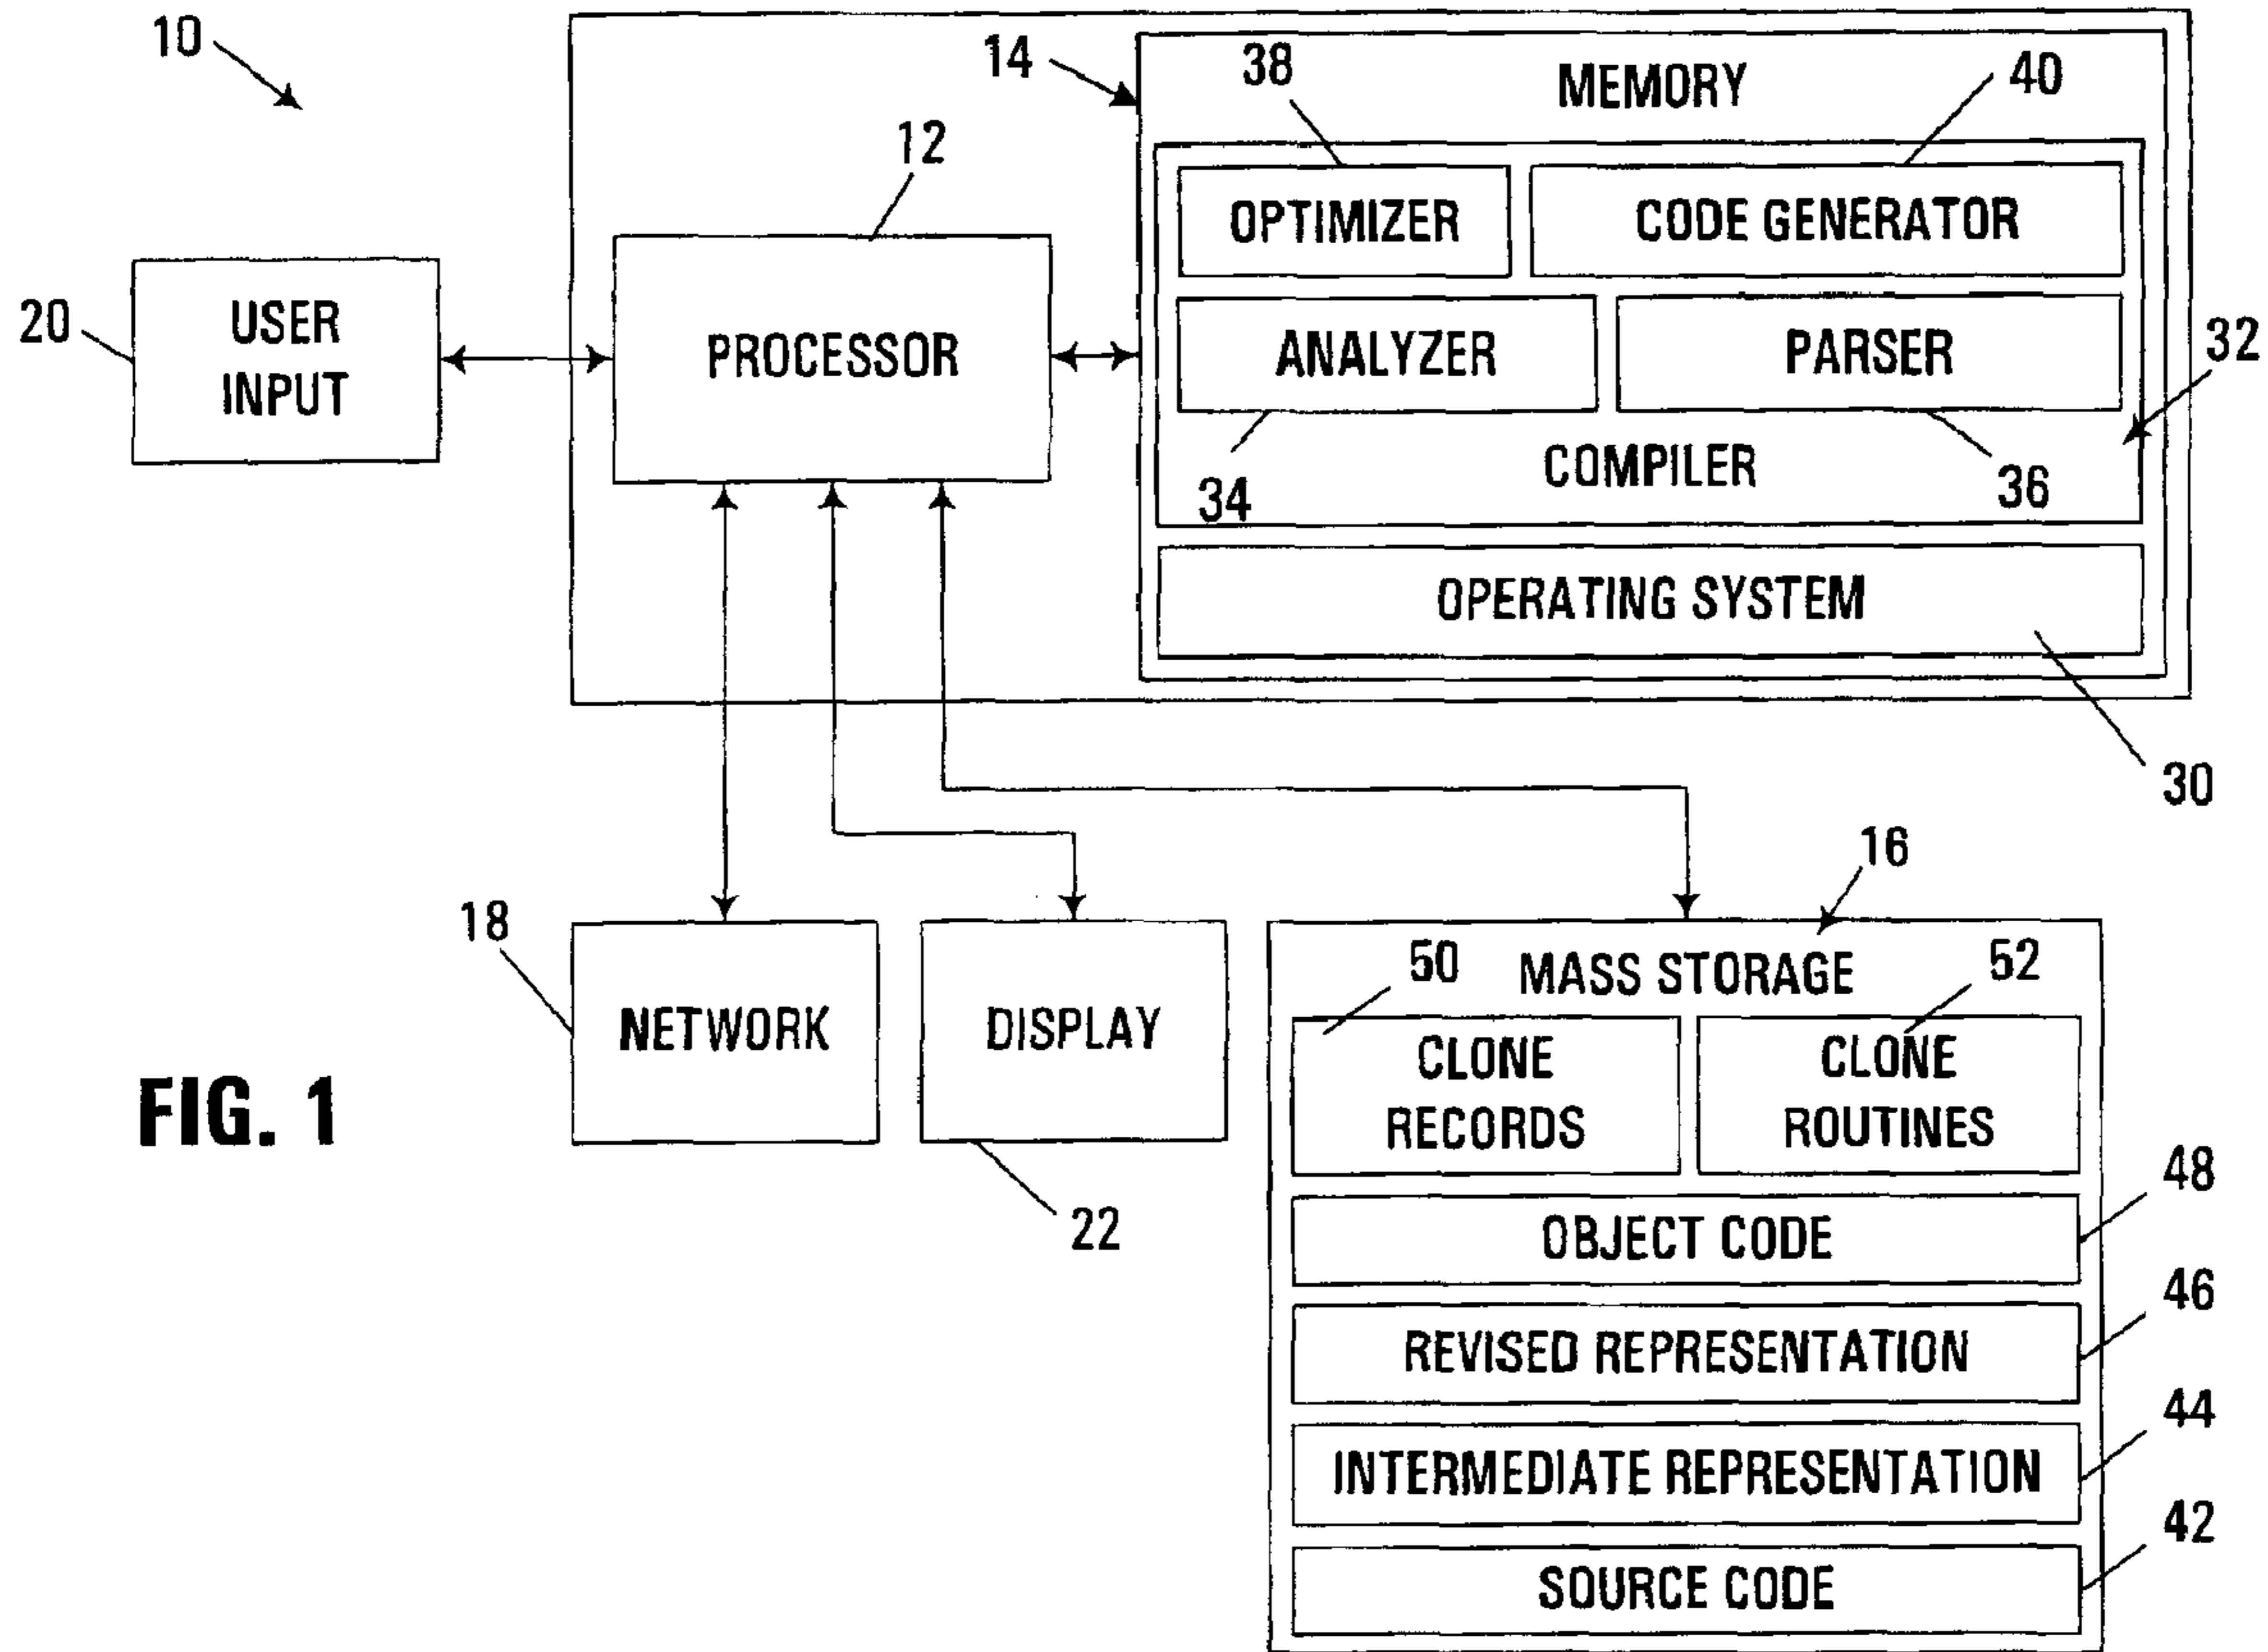 10
14
38
MEMORY
40
12
OPTIMIZER
CODE GENERATOR
20
USER
INPUT
PROCESSOR
ANALYZER
PARSER
32
COMPILER
34
36
OPERATING SYSTEM
30
16
18
50
MASS STORAGE
52
NETWORK
DISPLAY
CLONE
RECORDS
CLONE
ROUTINES
FIG. 1
22
48
OBJECT CODE
46
REVISED REPRESENTATION
44
INTERMEDIATE REPRESENTATION
42
SOURCE CODE